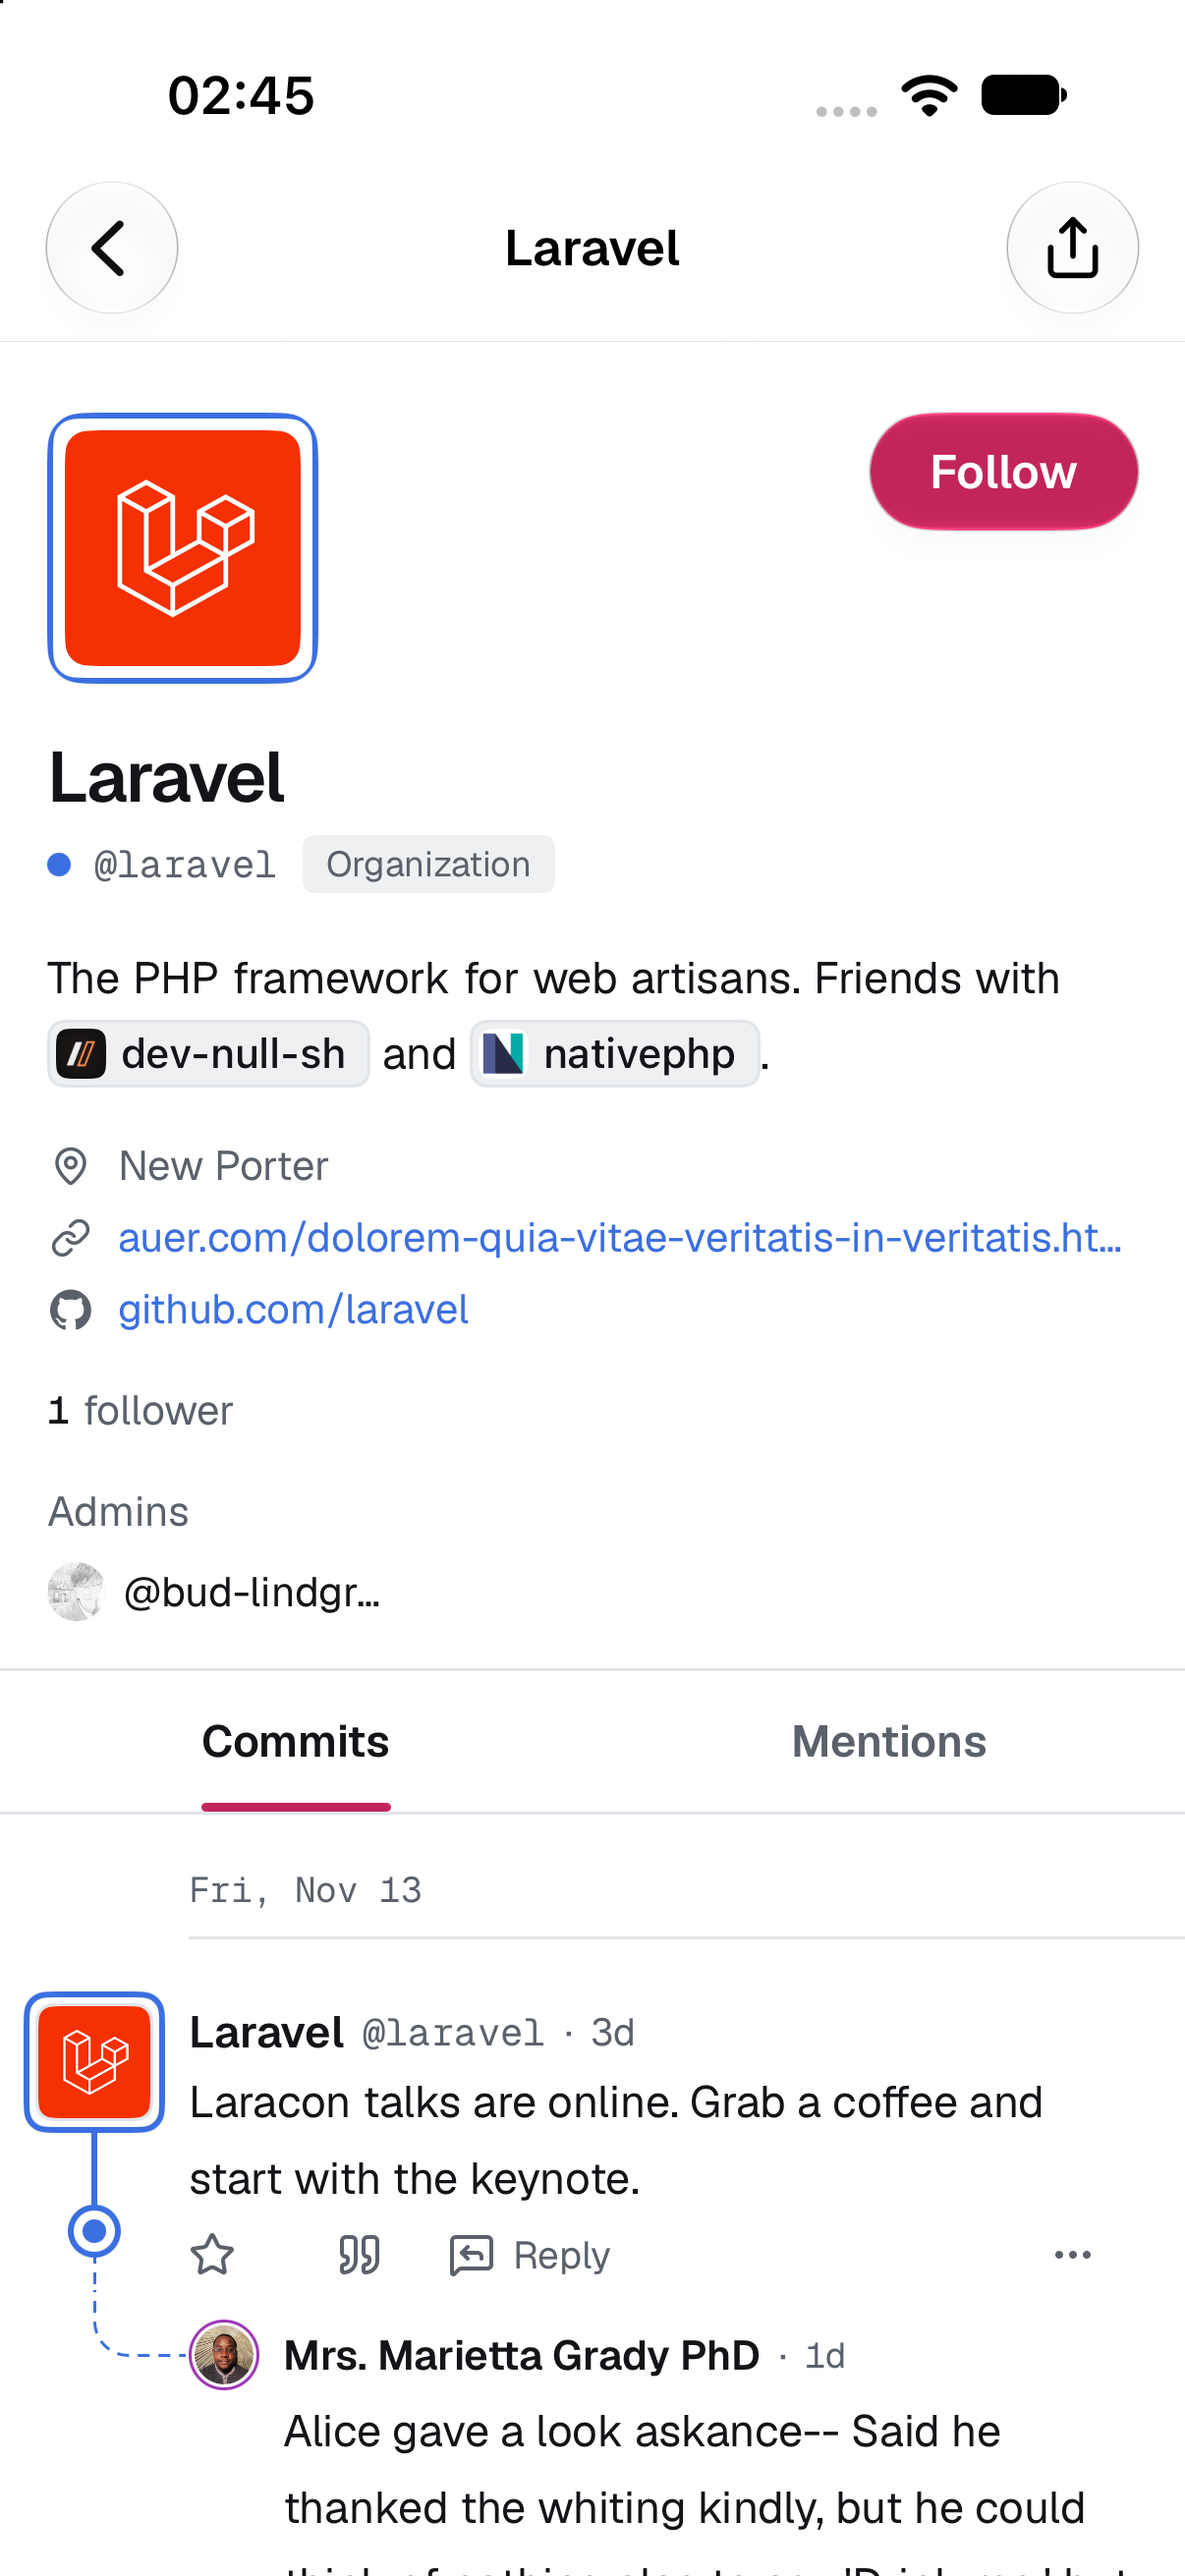 02:45
Laravel
Follow
Laravel
@laravel Organization
The PHP framework for web artisans. Friends with
dev-null-sh and nativephp.
New Porter
auer.com/dolorem-quia-vitae-veritatis-in-veritatis.ht...
github.com/laravel
1 follower
Admins
@bud-lindgr...
Commits Mentions
Fri, Nov 13
Laravel @laravel · 3d
Laracon talks are online. Grab a coffee and
start with the keynote.
Reply
Mrs. Marietta Grady PhD · 1d
Alice gave a look askance-- Said he
thanked the whiting kindly, but he could